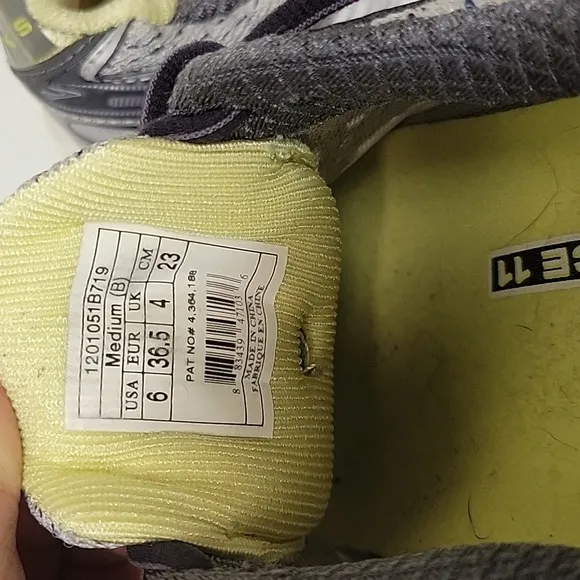 1201051B719
Medium (B)
USA EUR UK CM
6 36.5 4 23
PAT NO# 4,364,188
MADE IN CHINA
FABRIQUE EN CHINE
CE 11
S